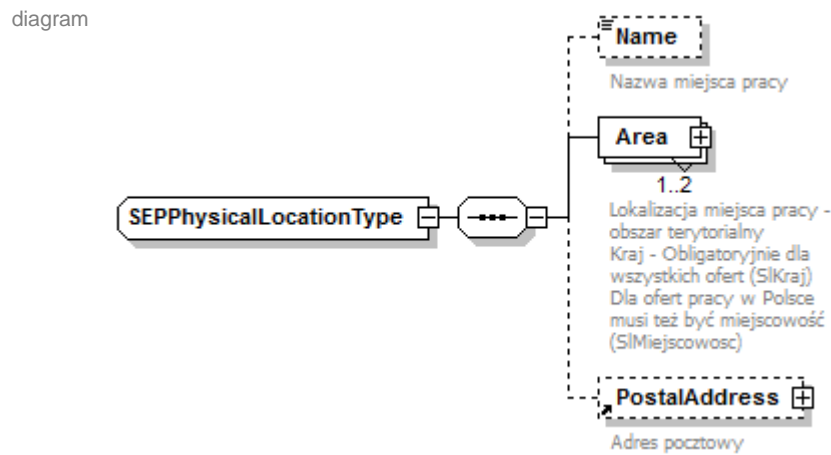 diagram
Name
Nazwa miejsca pracy
Area
1..2
SEPPhysicalLocationType
Lokalizacja miejsca pracy -
obszar terytorialny
Kraj - Obligatoryjnie dla
wszystkich ofert (SlKraj)
Dla ofert pracy w Polsce
musi też być miejscowość
(SlMiejscowosc)
PostalAddress
Adres pocztowy